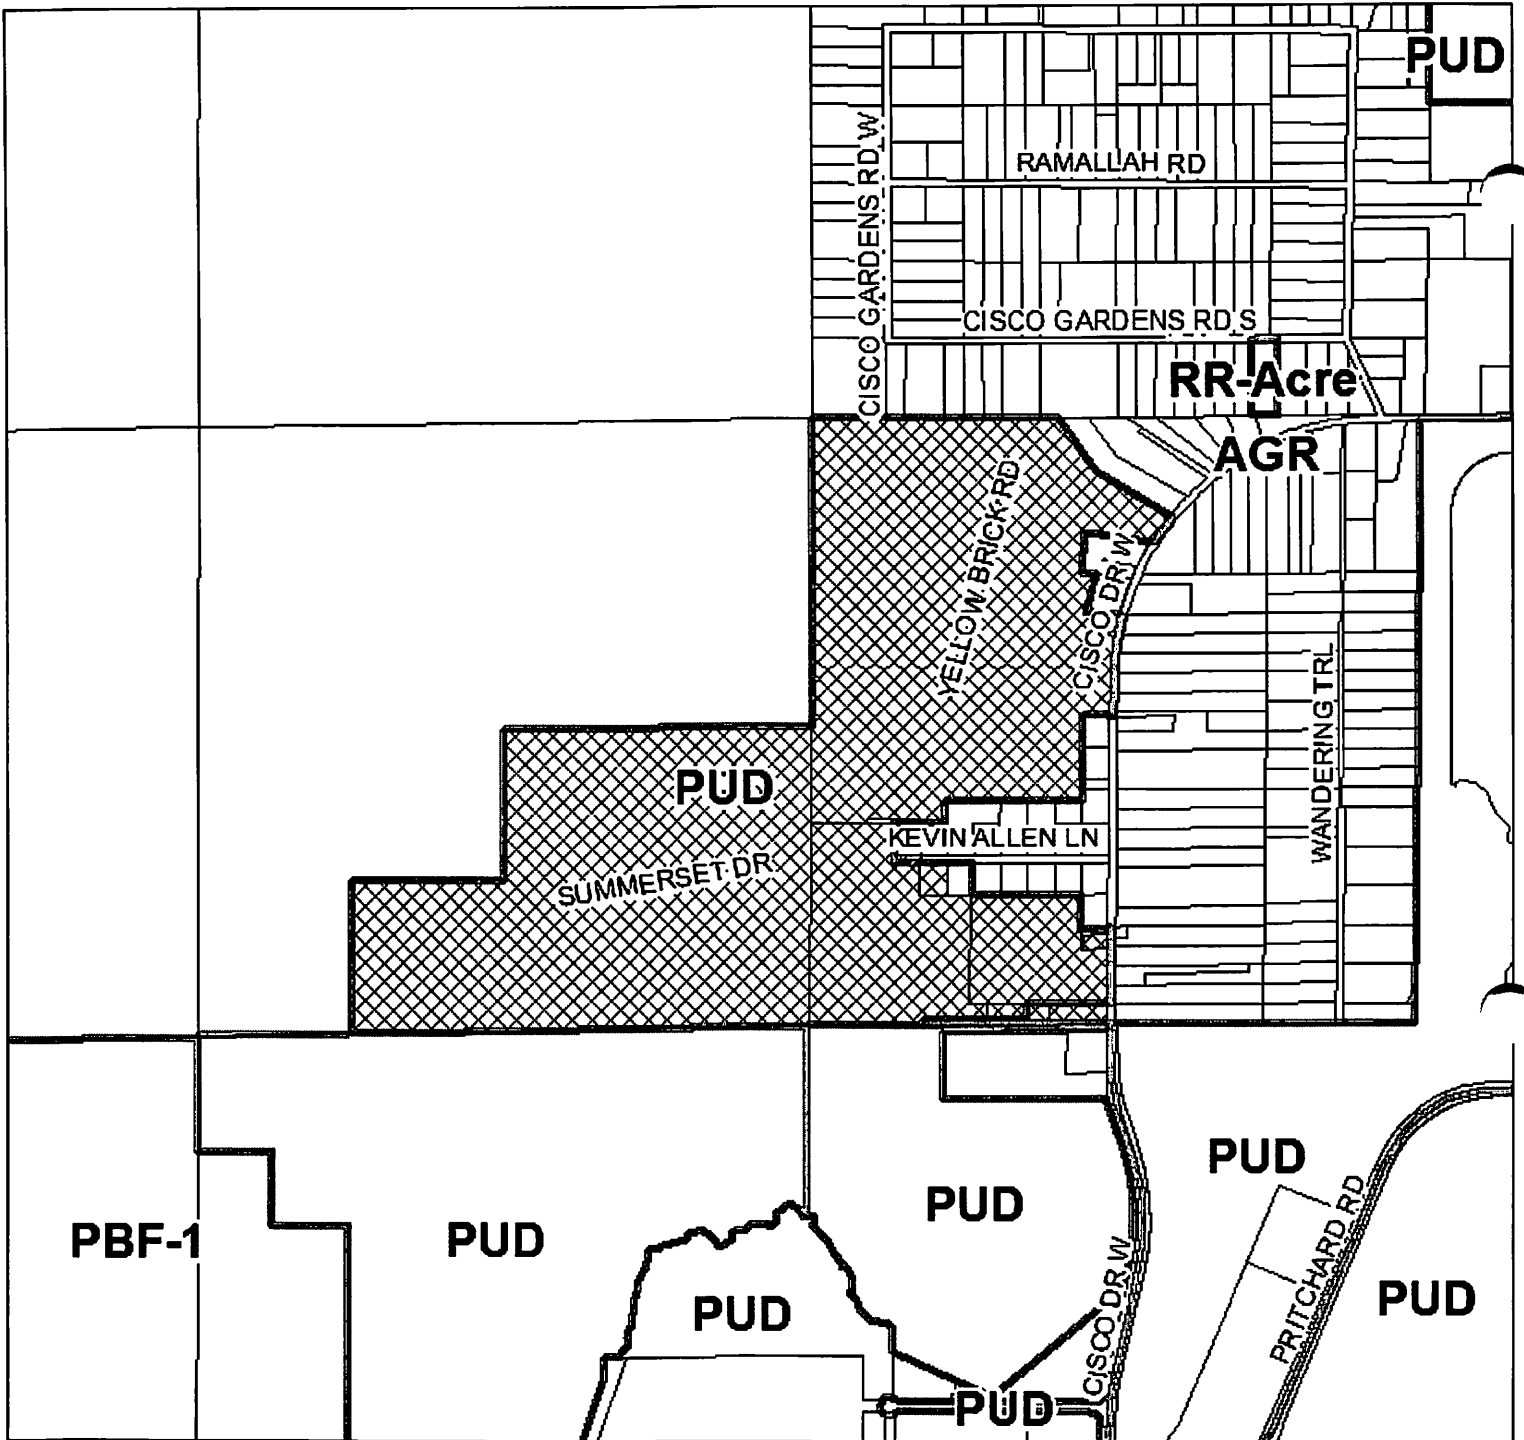 PUD
RAMALLAH RD
CISCO GARDENS RD W
CISCO GARDENS RD S
RR-Acre
AGR
YELLOW BRICK RD
CISCO DR W
WANDERING TRL
PUD
KEVIN ALLEN LN
SUMMERSET DR
PUD
PUD
PBF-1
PUD
PRITCHARD RD
PUD
PUD
CISCO DR W
PUD